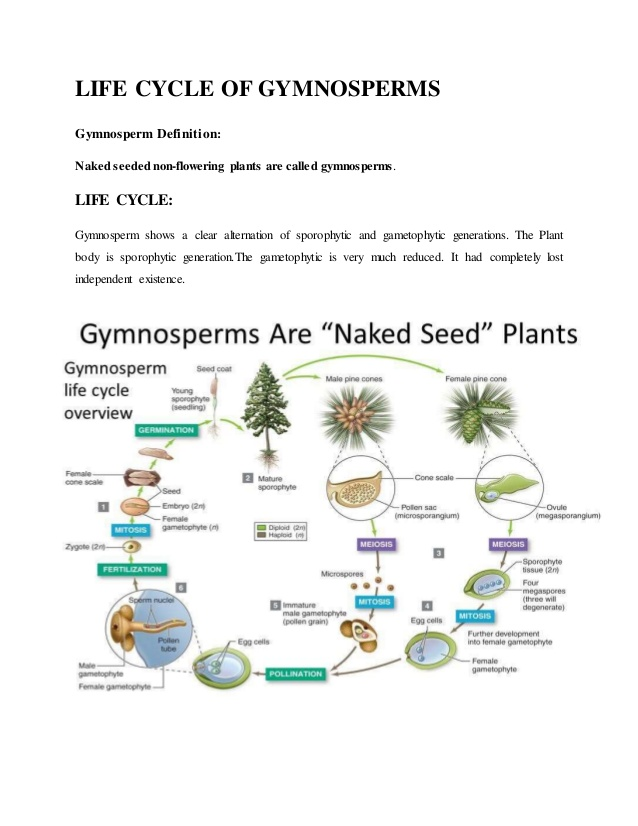 LIFE CYCLE OF GYMNOSPERMS
Gymnosperm Definition:
Naked seeded non-flowering plants are called gymnosperms.
LIFE CYCLE:
Gymnosperm shows a clear alternation of sporophytic and gametophytic generations. The Plant
body is sporophytic generation.The gametophytic is very much reduced. It had completely lost
independent existence.
Gymnosperms Are “Naked Seed” Plants
Gymnosperm
life cycle
overview
Seed coat
Young
sporophyte
(seedling)
GERMINATION
Male pine cones
Female pine cone
2 Mature
sporophyte
Female
cone scale
Seed
1
Embryo (2n)
Female
gametophyte (n)
MITOSIS
Zygote (2n)
FERTILIZATION
Cone scale
Pollen sac
(microsporangium)
Ovule
(megasporangium)
Diploid (2n)
Haploid (n)
MEIOSIS
MEIOSIS
3
Microspores
Sporophyte
tissue (2n)
Four
megaspores
(three will
degenerate)
MITOSIS
MITOSIS
6
Sperm nuclei
Pollen
tube
5 Immature
male gametophyte
(pollen grain)
4
Egg cells
Further development
into female gametophyte
Egg cells
Female
gametophyte
POLLINATION
Male
gametophyte
Female gametophyte